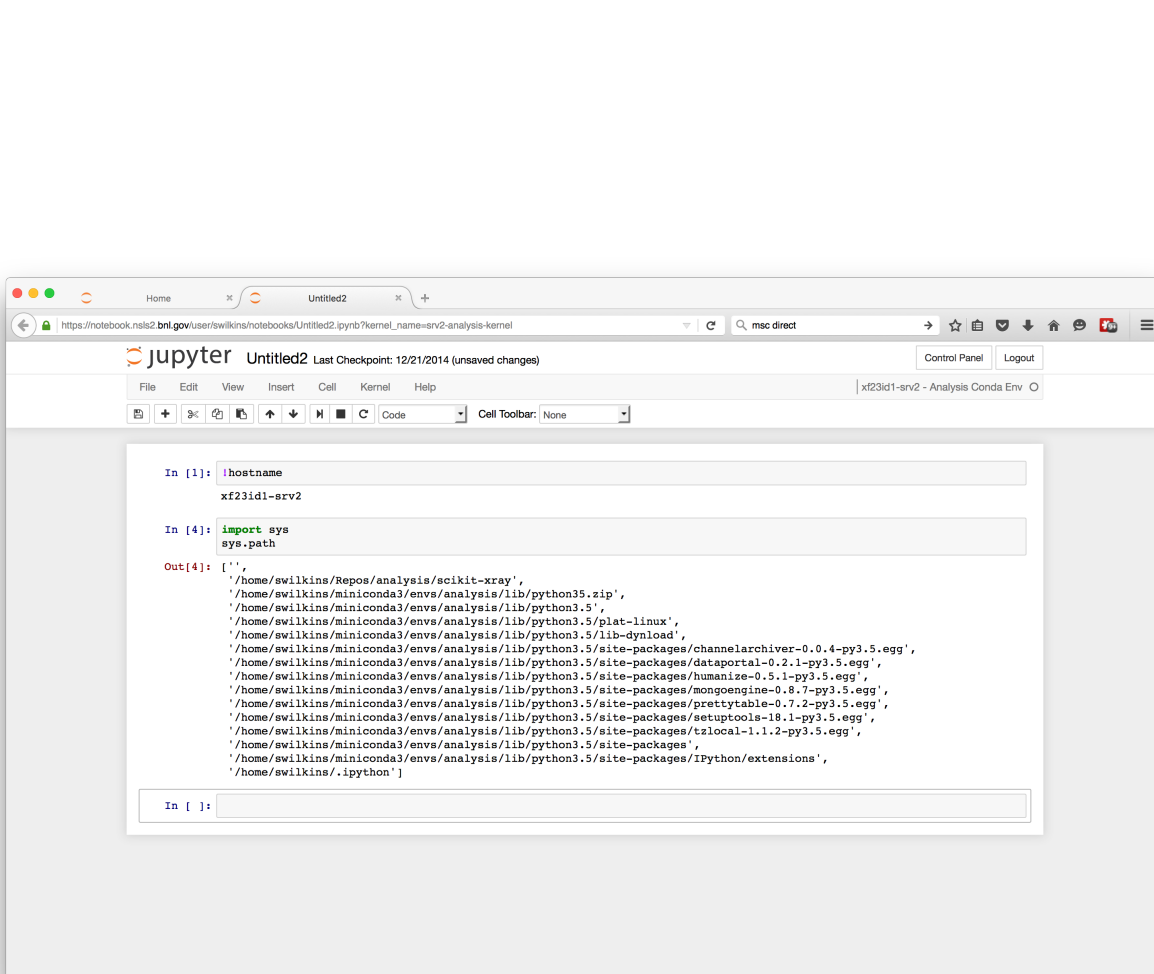 Home
Untitled2
https://notebook.nsls2.bnl.gov/user/swilkins/notebooks/Untitled2.ipynb?kernel_name=srv2-analysis-kernel
msc direct
jupyter Untitled2 Last Checkpoint: 12/21/2014 (unsaved changes)
Control Panel Logout
File Edit View Insert Cell Kernel Help
xf23id1-srv2 - Analysis Conda Env
Code Cell Toolbar: None
In [1]: !hostname
xf23id1-srv2
In [4]: import sys
sys.path
Out[4]: ['',
'/home/swilkins/Repos/analysis/scikit-xray',
'/home/swilkins/miniconda3/envs/analysis/lib/python35.zip',
'/home/swilkins/miniconda3/envs/analysis/lib/python3.5',
'/home/swilkins/miniconda3/envs/analysis/lib/python3.5/plat-linux',
'/home/swilkins/miniconda3/envs/analysis/lib/python3.5/lib-dynload',
'/home/swilkins/miniconda3/envs/analysis/lib/python3.5/site-packages/channelarchiver-0.0.4-py3.5.egg',
'/home/swilkins/miniconda3/envs/analysis/lib/python3.5/site-packages/dataportal-0.2.1-py3.5.egg',
'/home/swilkins/miniconda3/envs/analysis/lib/python3.5/site-packages/humanize-0.5.1-py3.5.egg',
'/home/swilkins/miniconda3/envs/analysis/lib/python3.5/site-packages/mongoengine-0.8.7-py3.5.egg',
'/home/swilkins/miniconda3/envs/analysis/lib/python3.5/site-packages/prettytable-0.7.2-py3.5.egg',
'/home/swilkins/miniconda3/envs/analysis/lib/python3.5/site-packages/setuptools-18.1-py3.5.egg',
'/home/swilkins/miniconda3/envs/analysis/lib/python3.5/site-packages/tzlocal-1.1.2-py3.5.egg',
'/home/swilkins/miniconda3/envs/analysis/lib/python3.5/site-packages',
'/home/swilkins/miniconda3/envs/analysis/lib/python3.5/site-packages/IPython/extensions',
'/home/swilkins/.ipython']
In [ ]: